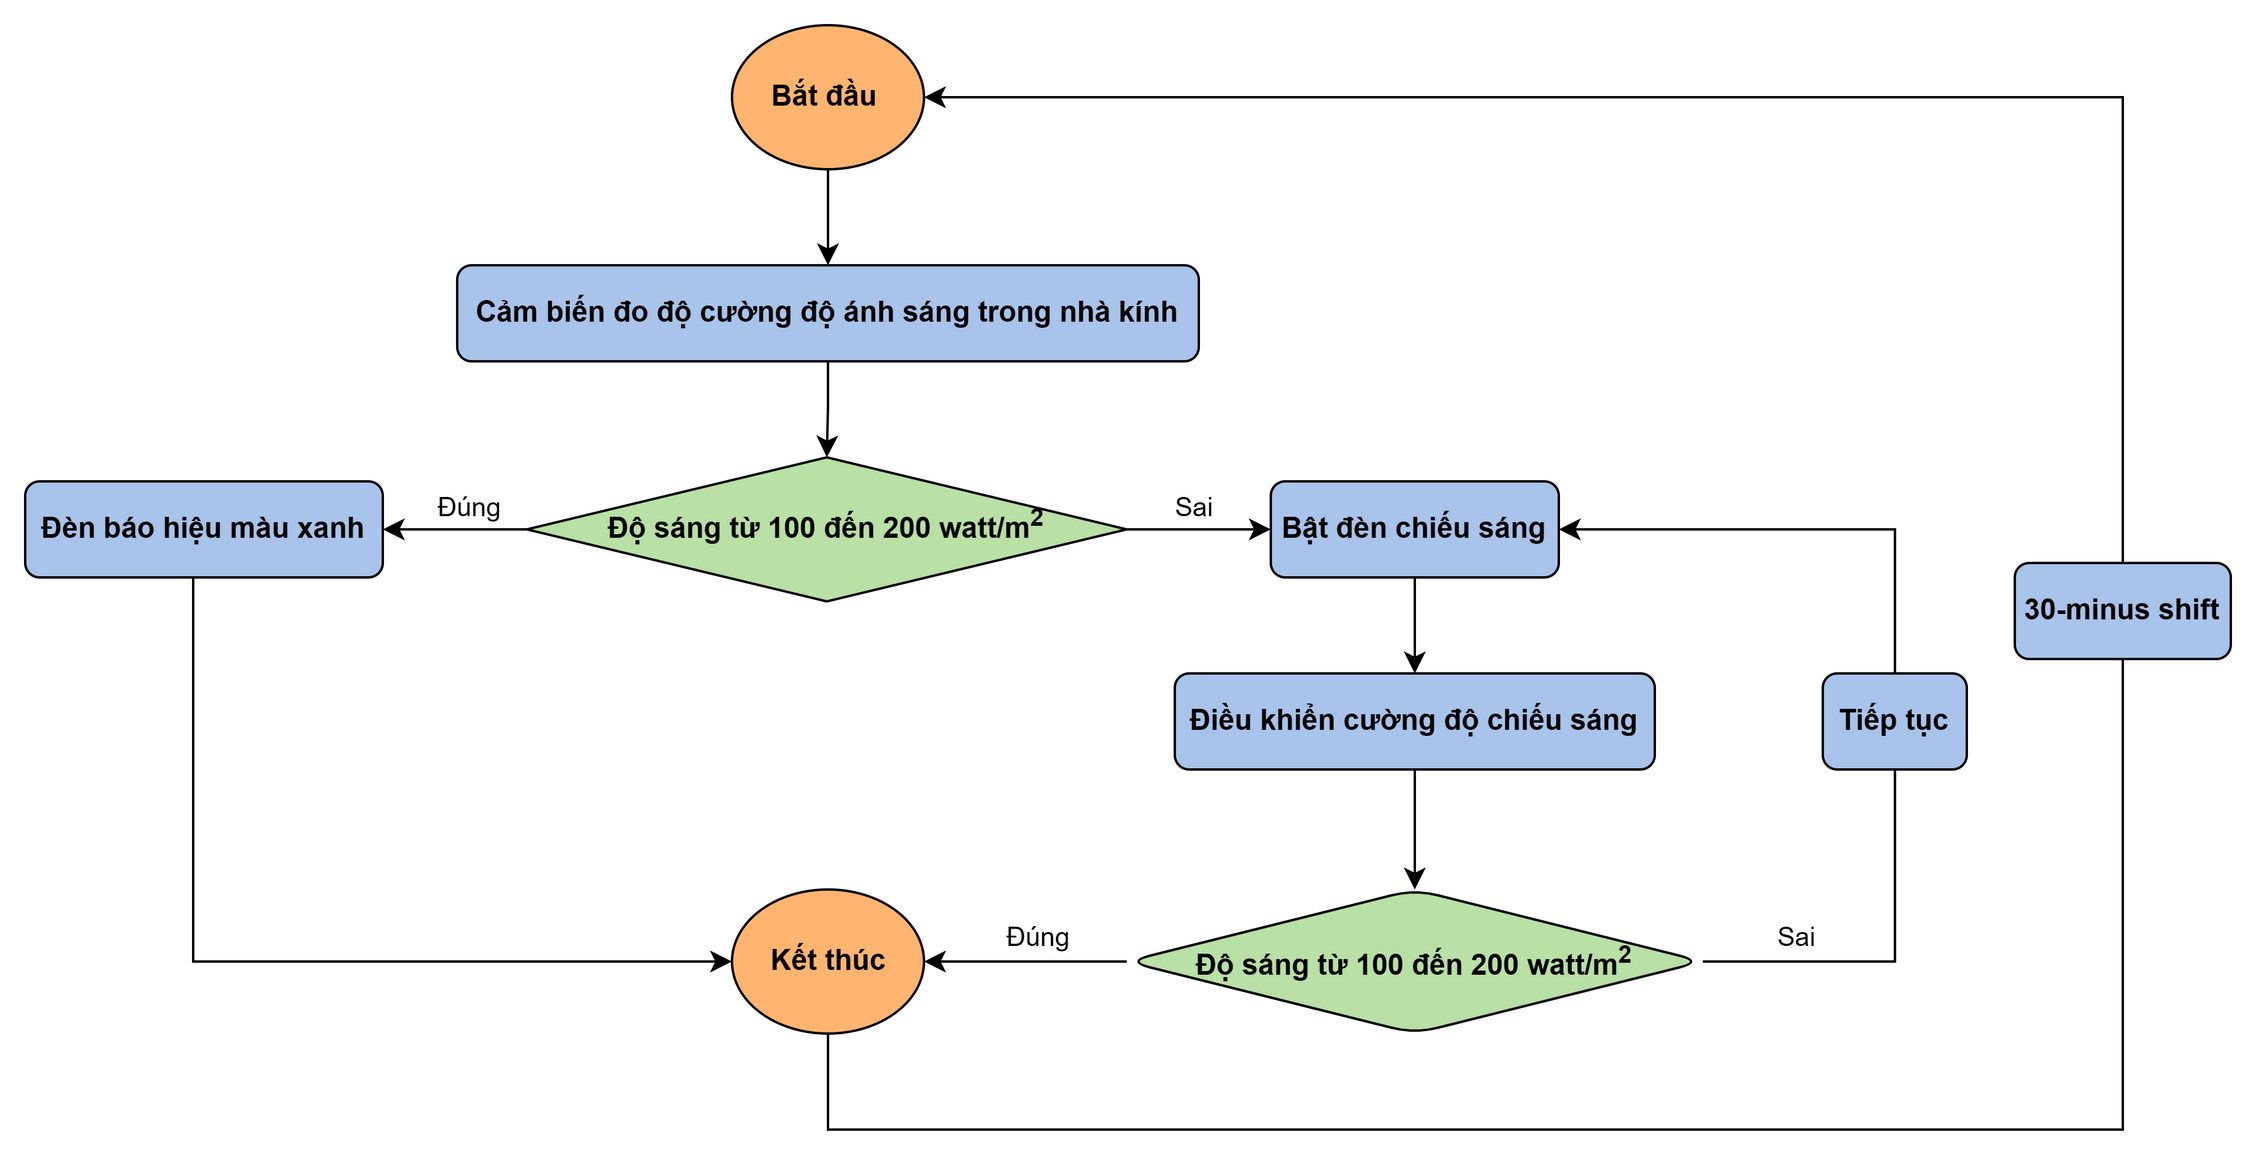 Bắt đầu
Cảm biến đo độ cường độ ánh sáng trong nhà kính
Đúng
Sai
Đèn báo hiệu màu xanh
Độ sáng từ 100 đến 200 watt/m²
Bật đèn chiếu sáng
30-minus shift
Điều khiển cường độ chiếu sáng
Tiếp tục
Đúng
Sai
Kết thúc
Độ sáng từ 100 đến 200 watt/m²